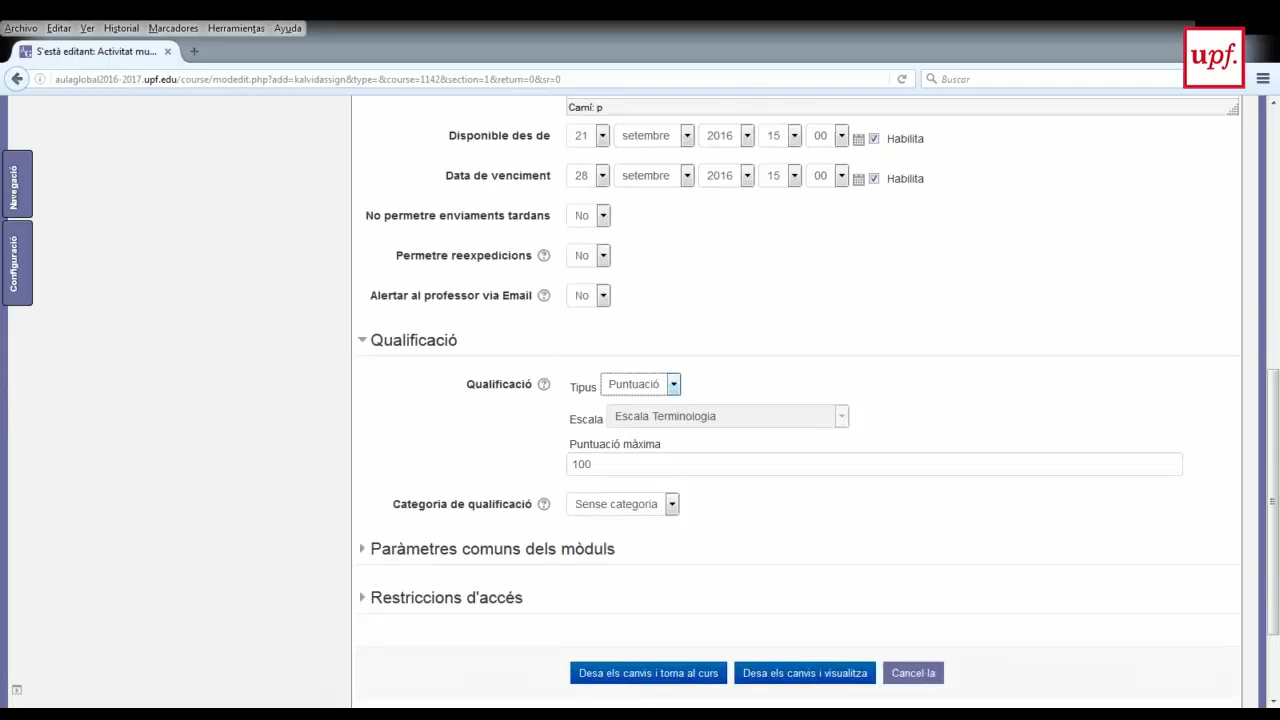 Archivo Editar Ver Historial Marcadores Herramientas Ayuda
S'està editant: Activitat mu...
upf.
aulaglobal2016-2017.upf.edu/course/modedit.php?add=kalvidassign&type=&course=1142&section=1&return=0&sr=0
Buscar
Camí: p
Disponible des de 21 setembre 2016 15 00 Habilita
Navegació
Data de venciment 28 setembre 2016 15 00 Habilita
No permetre enviaments tardans No
Configuració
Permetre reexpedicions No
Alertar al professor via Email No
Qualificació
Qualificació Tipus Puntuació
Escala Escala Terminologia
Puntuació màxima
100
Categoria de qualificació Sense categoria
Paràmetres comuns dels mòduls
Restriccions d'accés
Desa els canvis i torna al curs Desa els canvis i visualitza Cancel·la